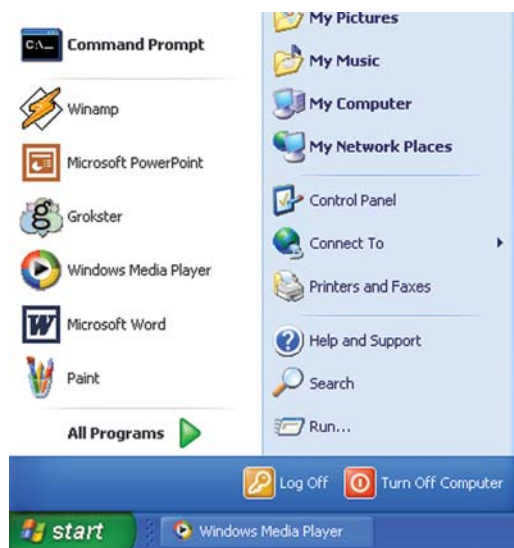 C:\_
Command Prompt
Winamp
Microsoft PowerPoint
g
Grokster
Windows Media Player
W
Microsoft Word
Paint
All Programs
My Pictures
My Music
My Computer
My Network Places
Control Panel
Connect To
Printers and Faxes
?
Help and Support
Search
Run...
Log Off
Turn Off Computer
start
Windows Media Player